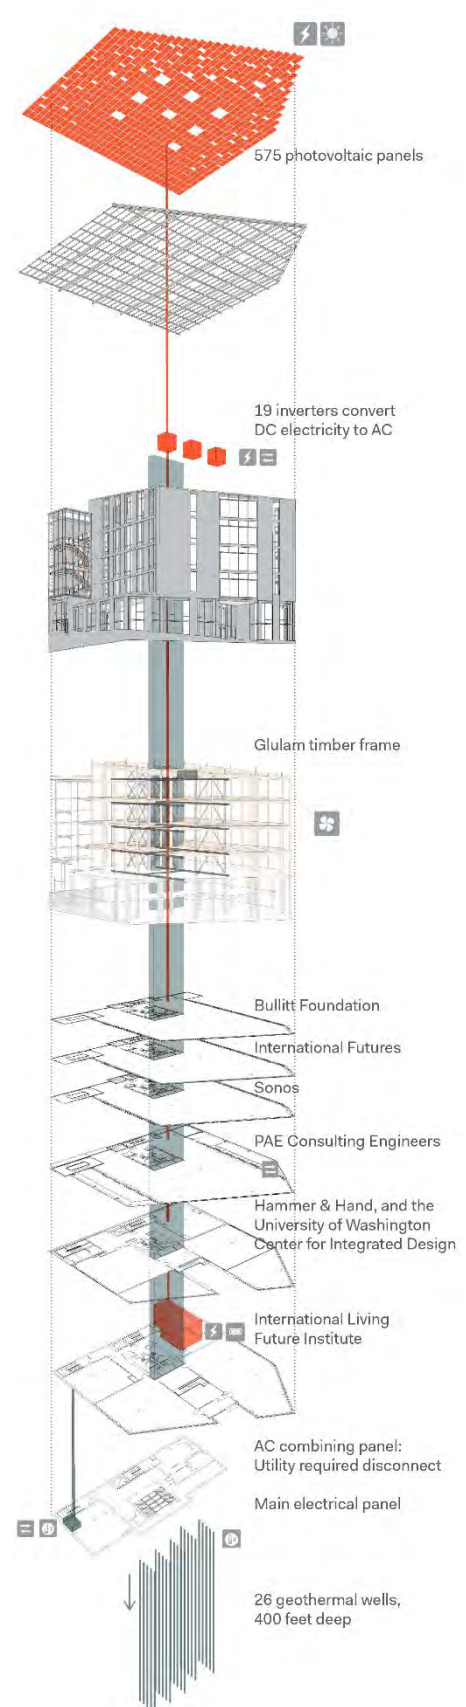 575 photovoltaic panels
19 inverters convert
DC electricity to AC
Glulam timber frame
Bullitt Foundation
International Futures
Sonos
PAE Consulting Engineers
Hammer & Hand, and the
University of Washington
Center for Integrated Design
International Living
Future Institute
AC combining panel:
Utility required disconnect
Main electrical panel
26 geothermal wells,
400 feet deep